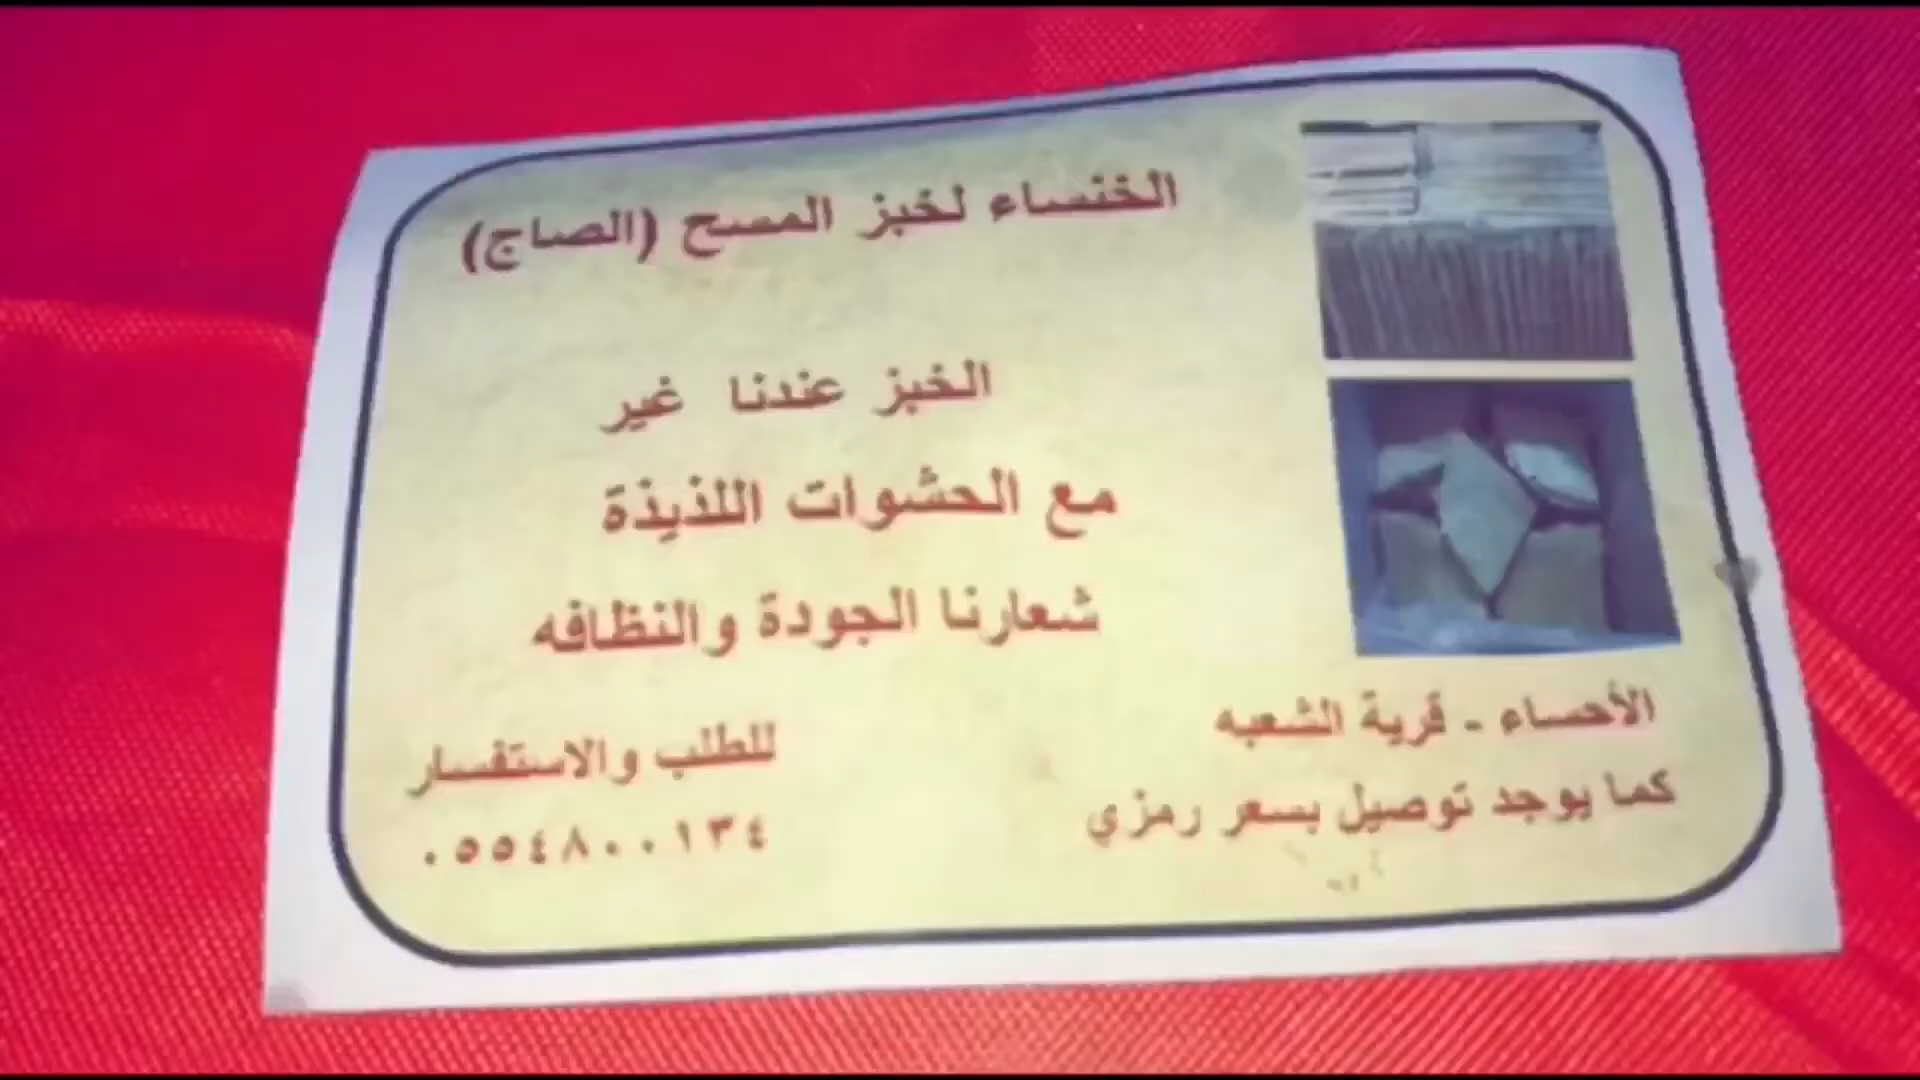 الخنساء لخبز المسح (الصاج)
الخبز عندنا غير
مع الحشوات اللذيذة
شعارنا الجودة والنظافه
الأحساء - قرية الشعبه
كما يوجد توصيل بسعر رمزي
للطلب والاستفسار
٠٥٥٤٨٠٠١٣٤